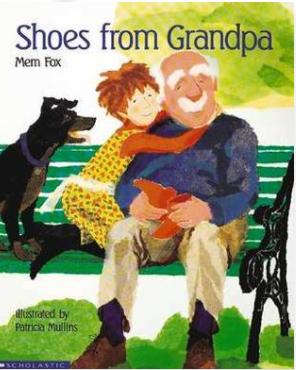 Shoes from Grandpa
Mem Fox
illustrated by
Patricia Mullins
SCHOLASTIC